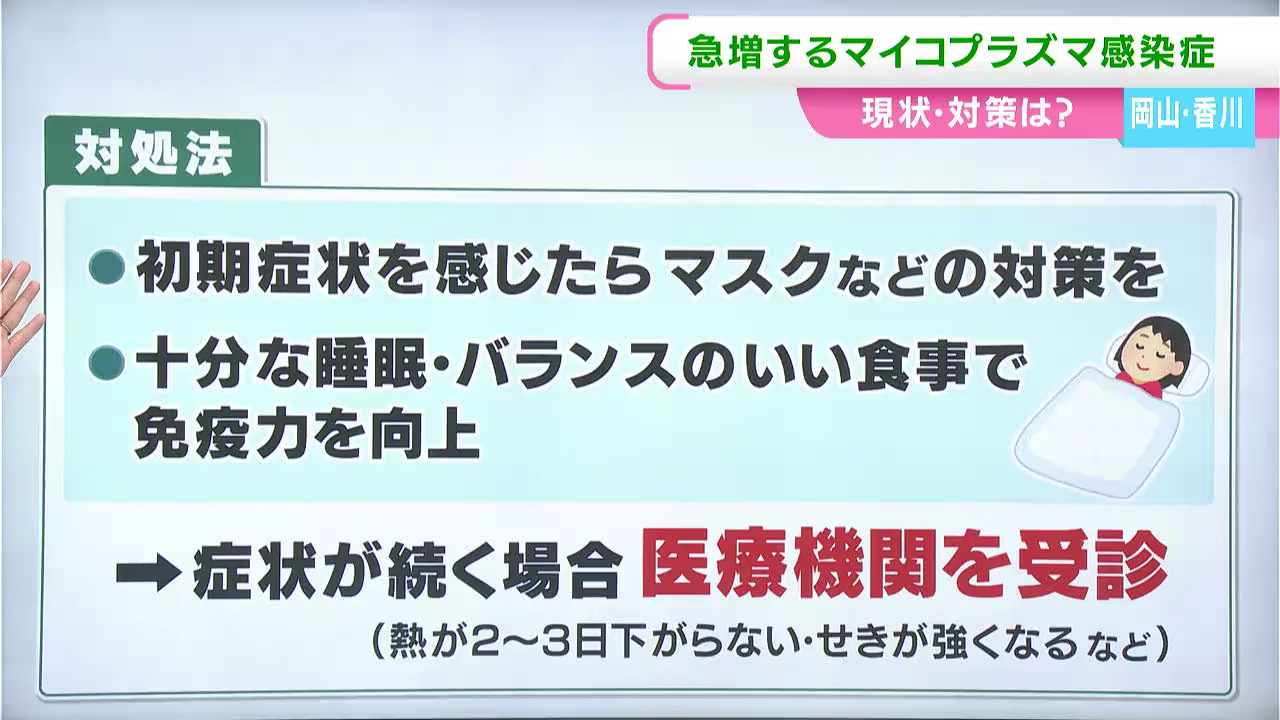 急増するマイコプラズマ感染症
現状・対策は?
岡山・香川
対処法
●初期症状を感じたらマスクなどの対策を
●十分な睡眠・バランスのいい食事で
免疫力を向上
➡症状が続く場合 医療機関を受診
(熱が2〜3日下がらない・せきが強くなる など)